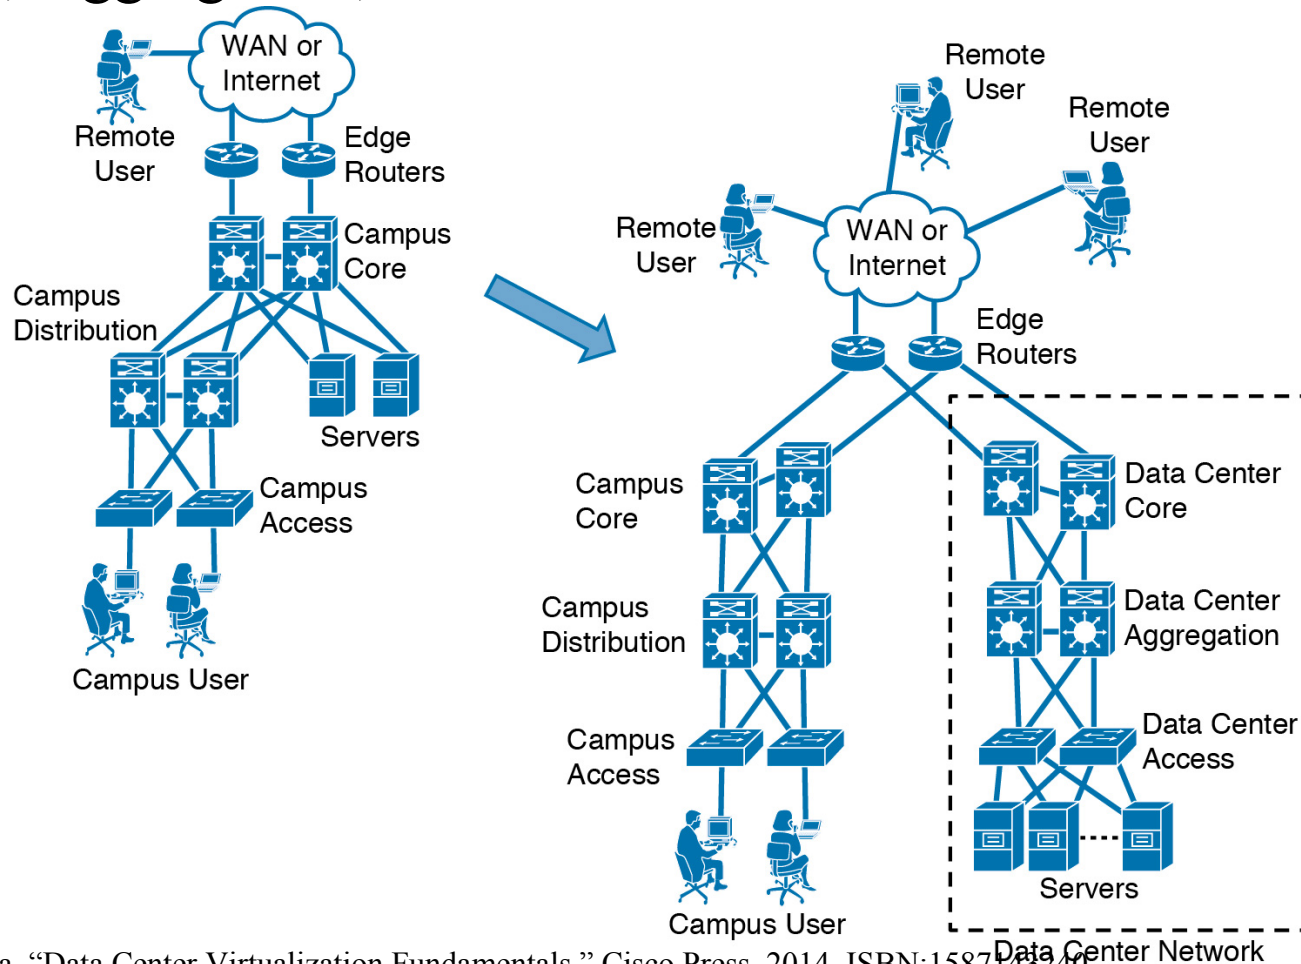 WAN or
Internet
Remote
User
Edge
Routers
Campus
Core
Campus
Distribution
Servers
Campus
Access
Campus User
Remote
User
Remote
User
Remote
User
WAN or
Internet
Edge
Routers
Campus
Core
Data Center
Core
Campus
Distribution
Data Center
Aggregation
Campus
Access
Data Center
Access
Servers
Campus User
Data Center Network
a, “Data Center Virtualization Fundamentals,” Cisco Press, 2014, ISBN:1587143240